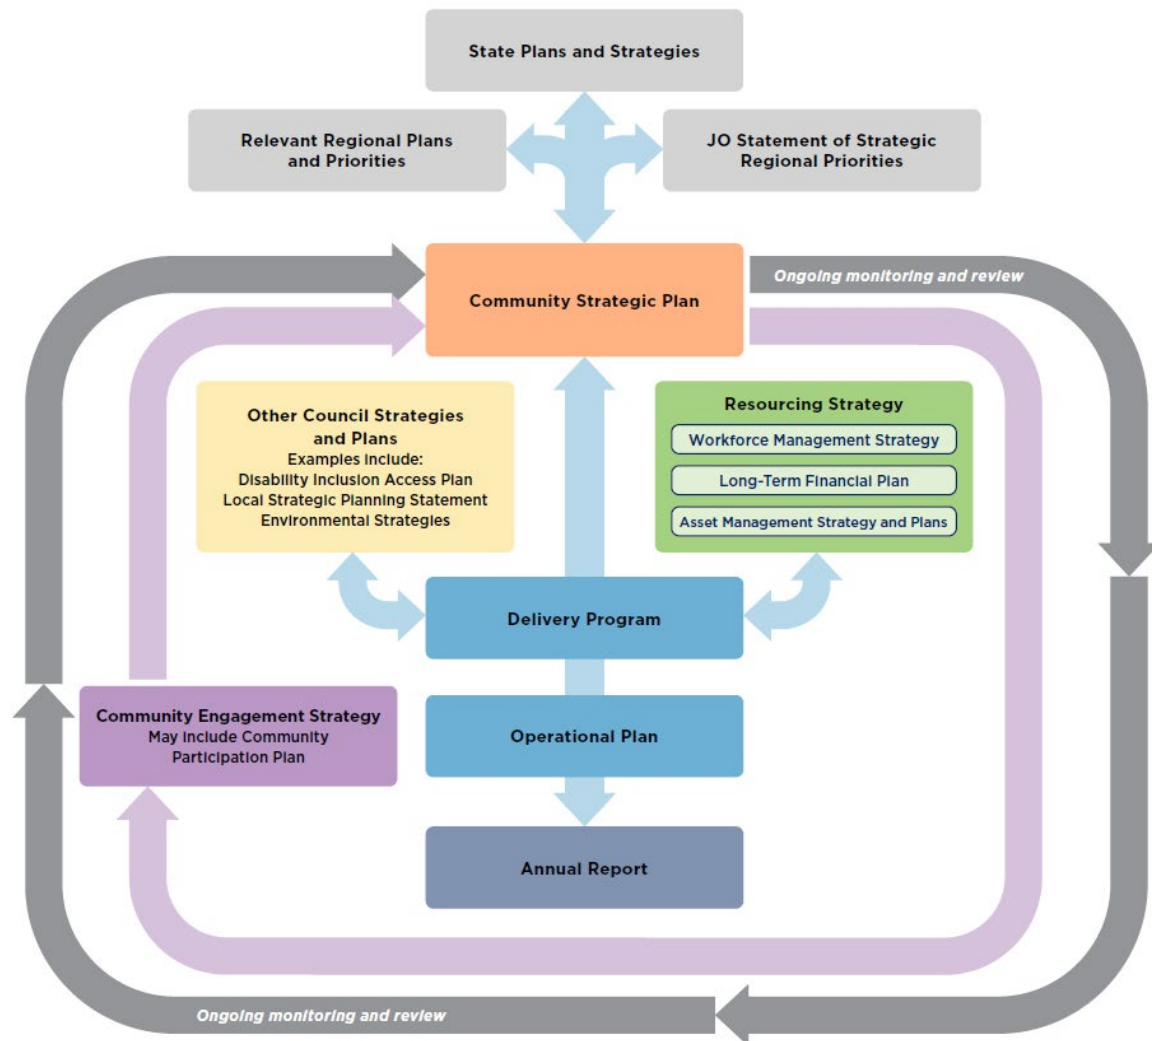 State Plans and Strategies
Relevant Regional Plans
and Priorities
JO Statement of Strategic
Regional Priorities
Community Strategic Plan
Ongoing monitoring and review
Other Council Strategies
and Plans
Examples include:
Disability Inclusion Access Plan
Local Strategic Planning Statement
Environmental Strategies
Resourcing Strategy
Workforce Management Strategy
Long-Term Financial Plan
Asset Management Strategy and Plans
Delivery Program
Community Engagement Strategy
May include Community
Participation Plan
Operational Plan
Annual Report
Ongoing monitoring and review